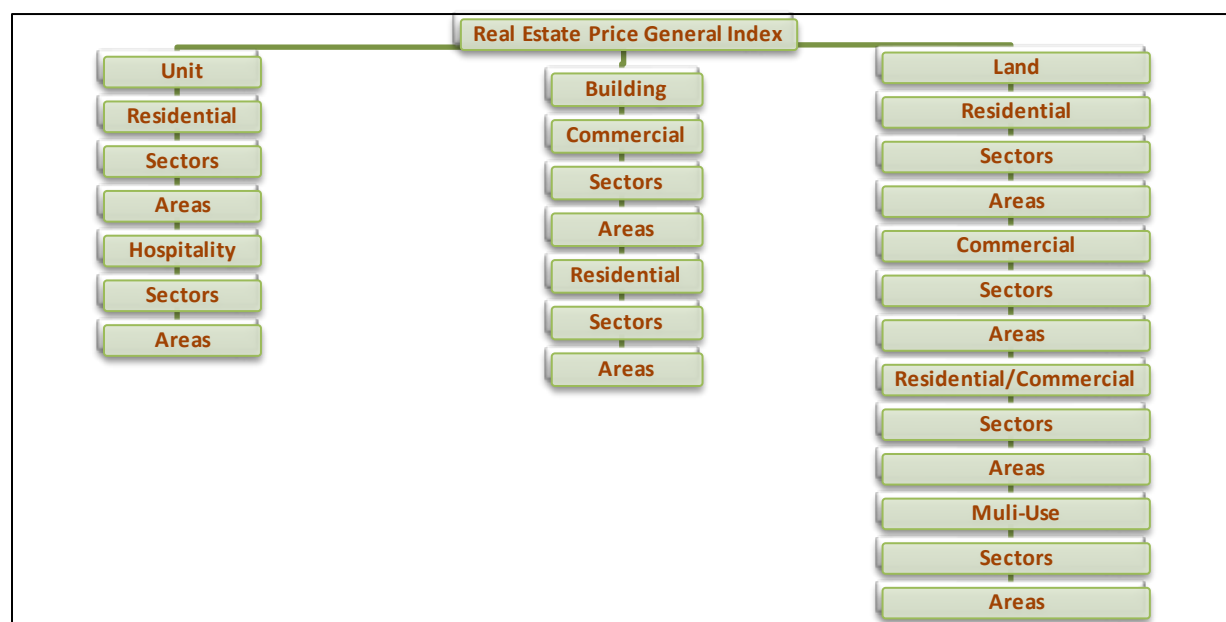 Real Estate Price General Index
Unit
Residential
Sectors
Areas
Hospitality
Sectors
Areas
Building
Commercial
Sectors
Areas
Residential
Sectors
Areas
Land
Residential
Sectors
Areas
Commercial
Sectors
Areas
Residential/Commercial
Sectors
Areas
Muli-Use
Sectors
Areas